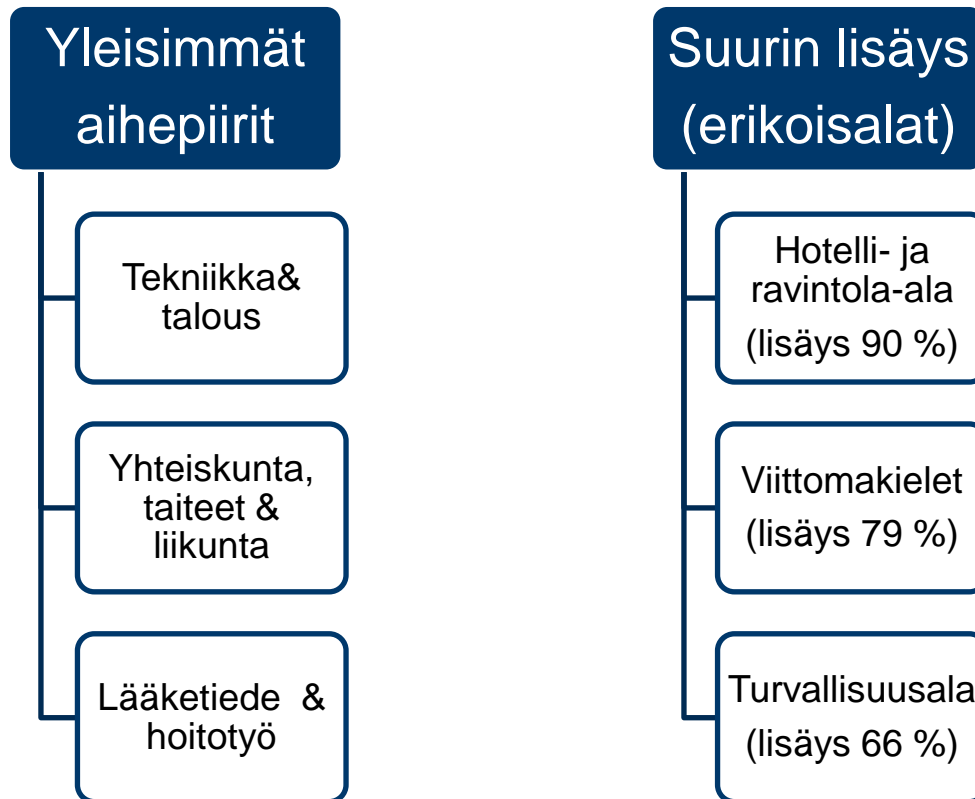 Yleisimmät
aihepiirit
Tekniikka&
talous
Yhteiskunta,
taiteet &
liikunta
Lääketiede &
hoitotyö
Suurin lisäys
(erikoisalat)
Hotelli- ja
ravintola-ala
(lisäys 90 %)
Viittomakielet
(lisäys 79 %)
Turvallisuusala
(lisäys 66 %)